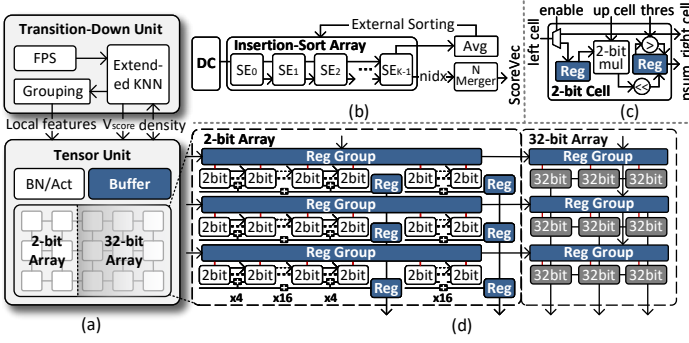 Transition-Down Unit
FPS
Extend-
ed KNN
Grouping
Local features
Vscore
density
Tensor Unit
BN/Act
Buffer
2-bit
Array
32-bit
Array
(a)
External Sorting
DC
Insertion-Sort Array
SE0
SE1
SE2
SEK-1
Avg
nidx
N
Merger
ScoreVec
(b)
enable
up cell
thres
left cell
right cell
psum
Reg
2-bit
mul
>
Reg
<<
2-bit Cell
(c)
2-bit Array
Reg Group
2bit 2bit 2bit 2bit Reg 2bit 2bit Reg
Reg Group
2bit 2bit 2bit 2bit Reg 2bit 2bit Reg
Reg Group
2bit 2bit 2bit 2bit Reg 2bit 2bit Reg
x4 x16 x4 x16
32-bit Array
Reg Group
32bit 32bit 32bit
Reg Group
32bit 32bit 32bit
Reg Group
32bit 32bit 32bit
(d)